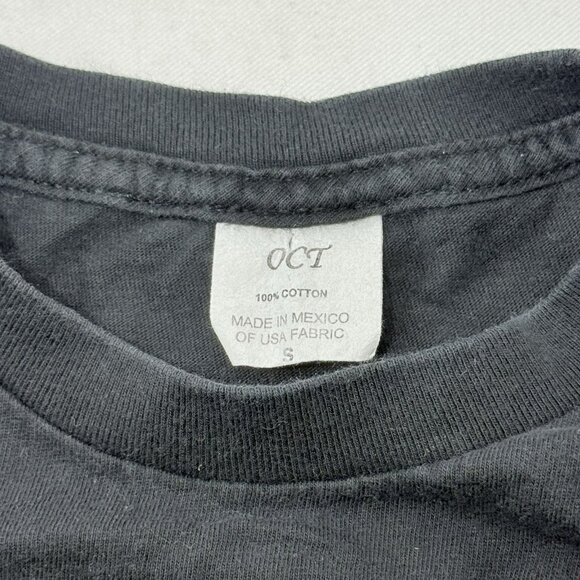 OCT
100% COTTON
MADE IN MEXICO
OF USA FABRIC
S